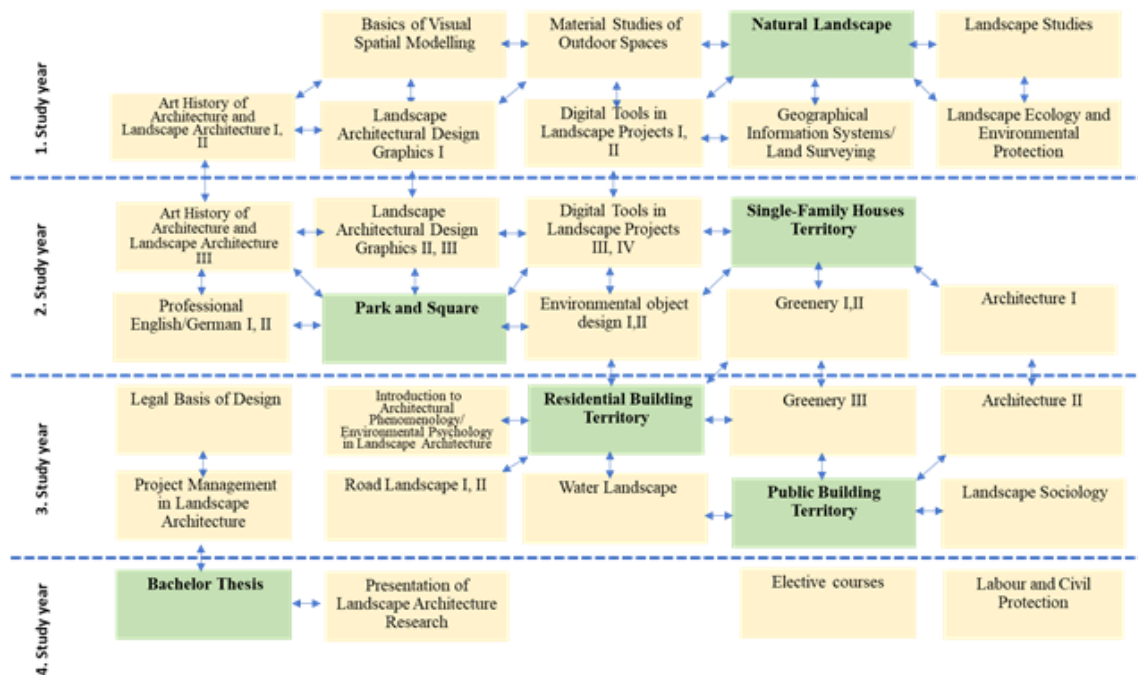 1. Study year
Basics of Visual
Spatial Modelling
Material Studies of
Outdoor Spaces
Natural Landscape
Landscape Studies
Art History of
Architecture and
Landscape Architecture I,
II
Landscape
Architectural Design
Graphics I
Digital Tools in
Landscape Projects I,
II
Geographical
Information Systems/
Land Surveying
Landscape Ecology and
Environmental
Protection
2. Study year
Art History of
Architecture and
Landscape Architecture
III
Landscape
Architectural Design
Graphics II, III
Digital Tools in
Landscape Projects
III, IV
Single-Family Houses
Territory
Professional
English/German I, II
Park and Square
Environmental object
design I,II
Greenery I,II
Architecture I
3. Study year
Legal Basis of Design
Introduction to
Architectural
Phenomenology/
Environmental Psychology
in Landscape Architecture
Residential Building
Territory
Greenery III
Architecture II
Project Management
in Landscape
Architecture
Road Landscape I, II
Water Landscape
Public Building
Territory
Landscape Sociology
4. Study year
Bachelor Thesis
Presentation of
Landscape Architecture
Research
Elective courses
Labour and Civil
Protection